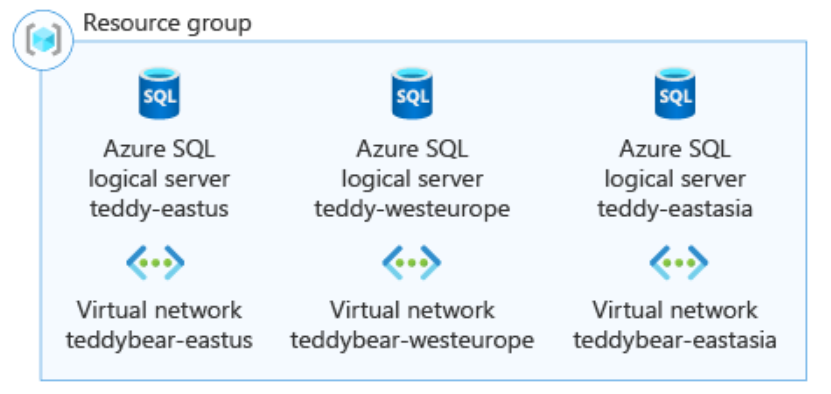 Resource group
SQL
SQL
SQL
Azure SQL
logical server
teddy-eastus
Azure SQL
logical server
teddy-westeurope
Azure SQL
logical server
teddy-eastasia
Virtual network
teddybear-eastus
Virtual network
teddybear-westeurope
Virtual network
teddybear-eastasia